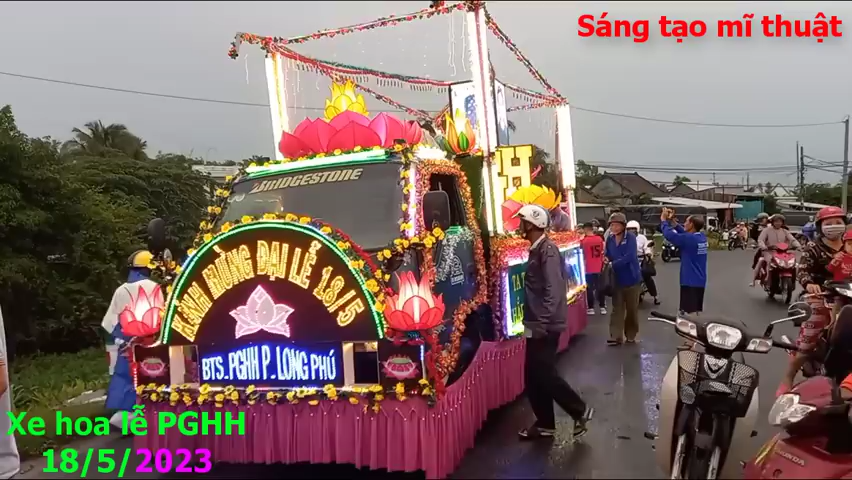 Sáng tạo mĩ thuật
BRIDGESTONE
H
KÍNH MỪNG ĐẠI LỄ 18/5
BTS.PGHH P.LONG PHÚ
Xe hoa lễ PGHH
18/5/2023